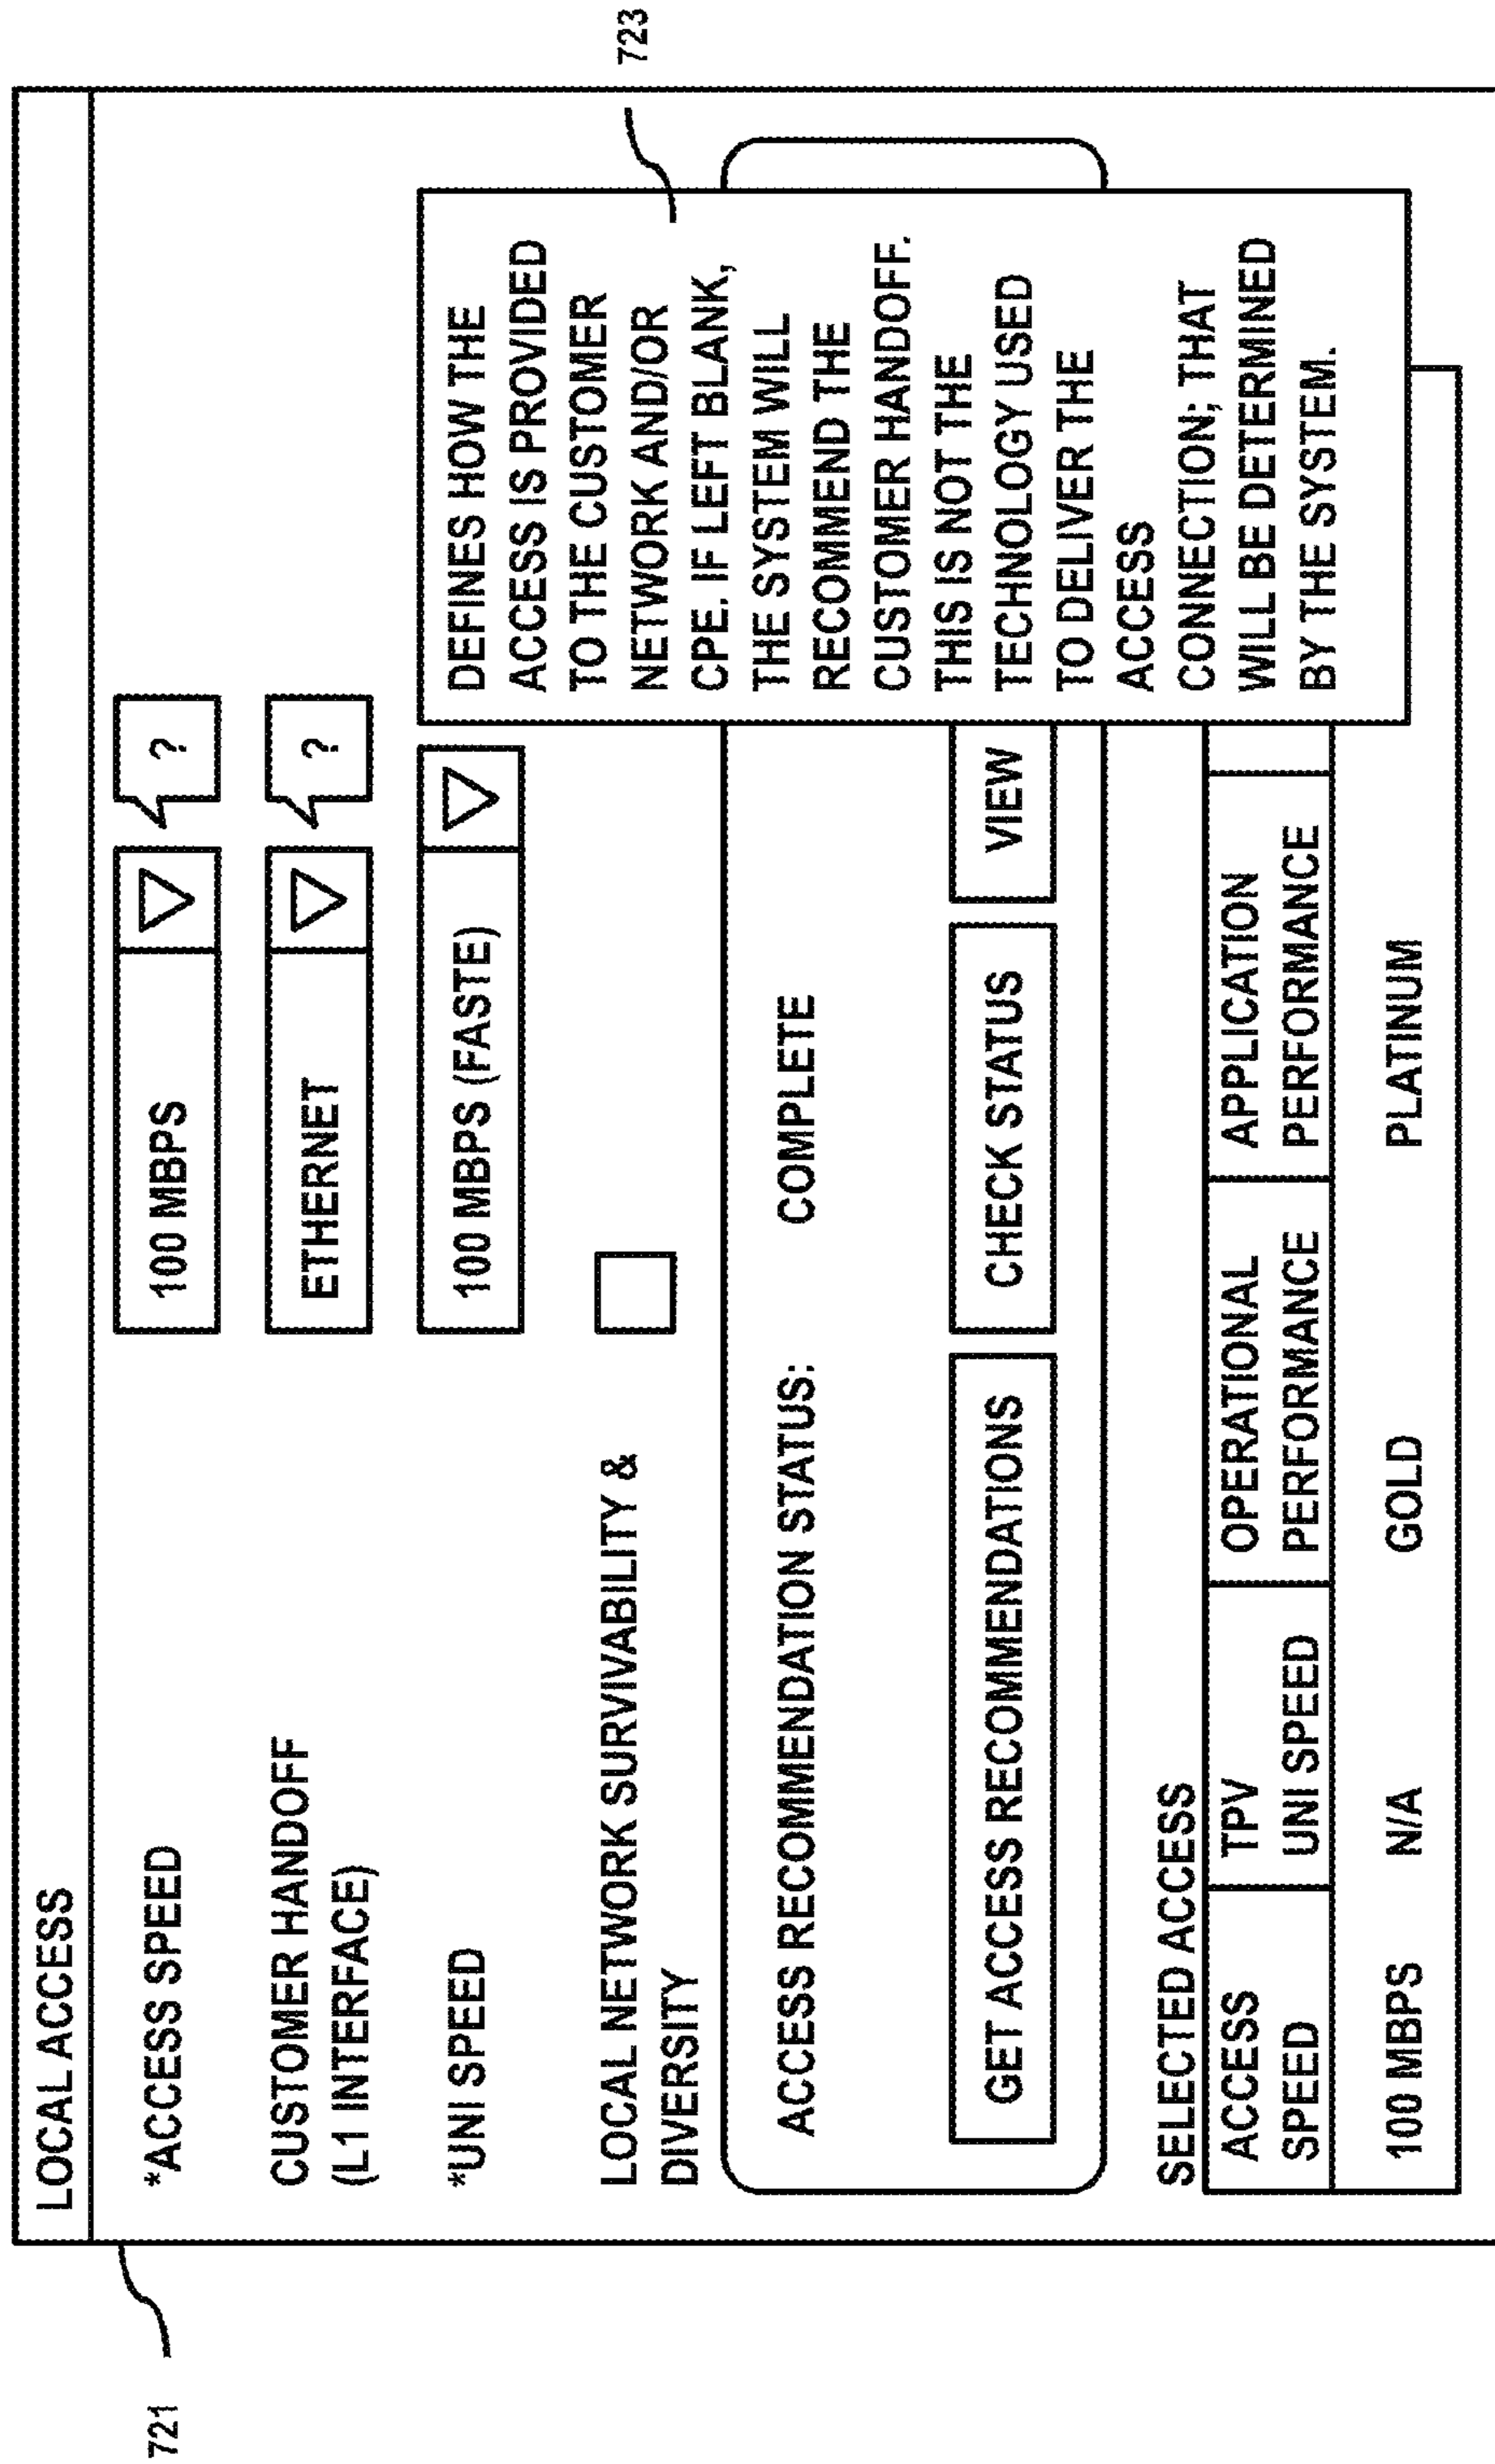 LOCAL ACCESS
721
*ACCESS SPEED
100 MBPS
?
CUSTOMER HANDOFF
(L1 INTERFACE)
ETHERNET
?
*UNI SPEED
100 MBPS (FASTE)
LOCAL NETWORK SURVIVABILITY &
DIVERSITY
723
DEFINES HOW THE
ACCESS IS PROVIDED
TO THE CUSTOMER
NETWORK AND/OR
CPE. IF LEFT BLANK,
THE SYSTEM WILL
RECOMMEND THE
CUSTOMER HANDOFF.
THIS IS NOT THE
TECHNOLOGY USED
TO DELIVER THE
ACCESS
CONNECTION; THAT
WILL BE DETERMINED
BY THE SYSTEM.
ACCESS RECOMMENDATION STATUS:
COMPLETE
GET ACCESS RECOMMENDATIONS
CHECK STATUS
VIEW
SELECTED ACCESS
ACCESS
SPEED
TPV
UNI SPEED
OPERATIONAL
PERFORMANCE
APPLICATION
PERFORMANCE
100 MBPS
N/A
GOLD
PLATINUM